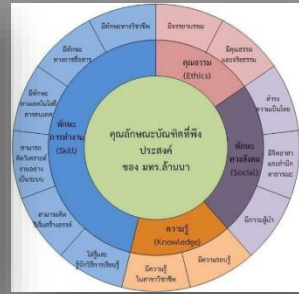 คุณลักษณะบัณฑิตที่พึง
ประสงค์
ของ มทร.ล้านนา
คุณธรรม
(Ethics)
มีจรรยาบรรณ
มีคุณธรรม
และจริยธรรม
ทักษะ
ทางสังคม
(Social)
ดำรง
ความเป็นไทย
มีจิตอาสา
และสำนึก
สาธารณะ
มีภาวะผู้นำ
ความรู้
(Knowledge)
มีความรอบรู้
มีความรู้
ในสาขาวิชาชีพ
ทักษะ
การทำงาน
(Skill)
ใฝ่รู้และ
รู้จักวิธีการเรียนรู้
สามารถคิด
ริเริ่มสร้างสรรค์
สามารถ
คิดวิเคราะห์
งานอย่าง
เป็นระบบ
มีทักษะ
ทางเทคโนโลยี
สารสนเทศ
มีทักษะ
ทางการสื่อสาร
มีทักษะทางวิชาชีพ